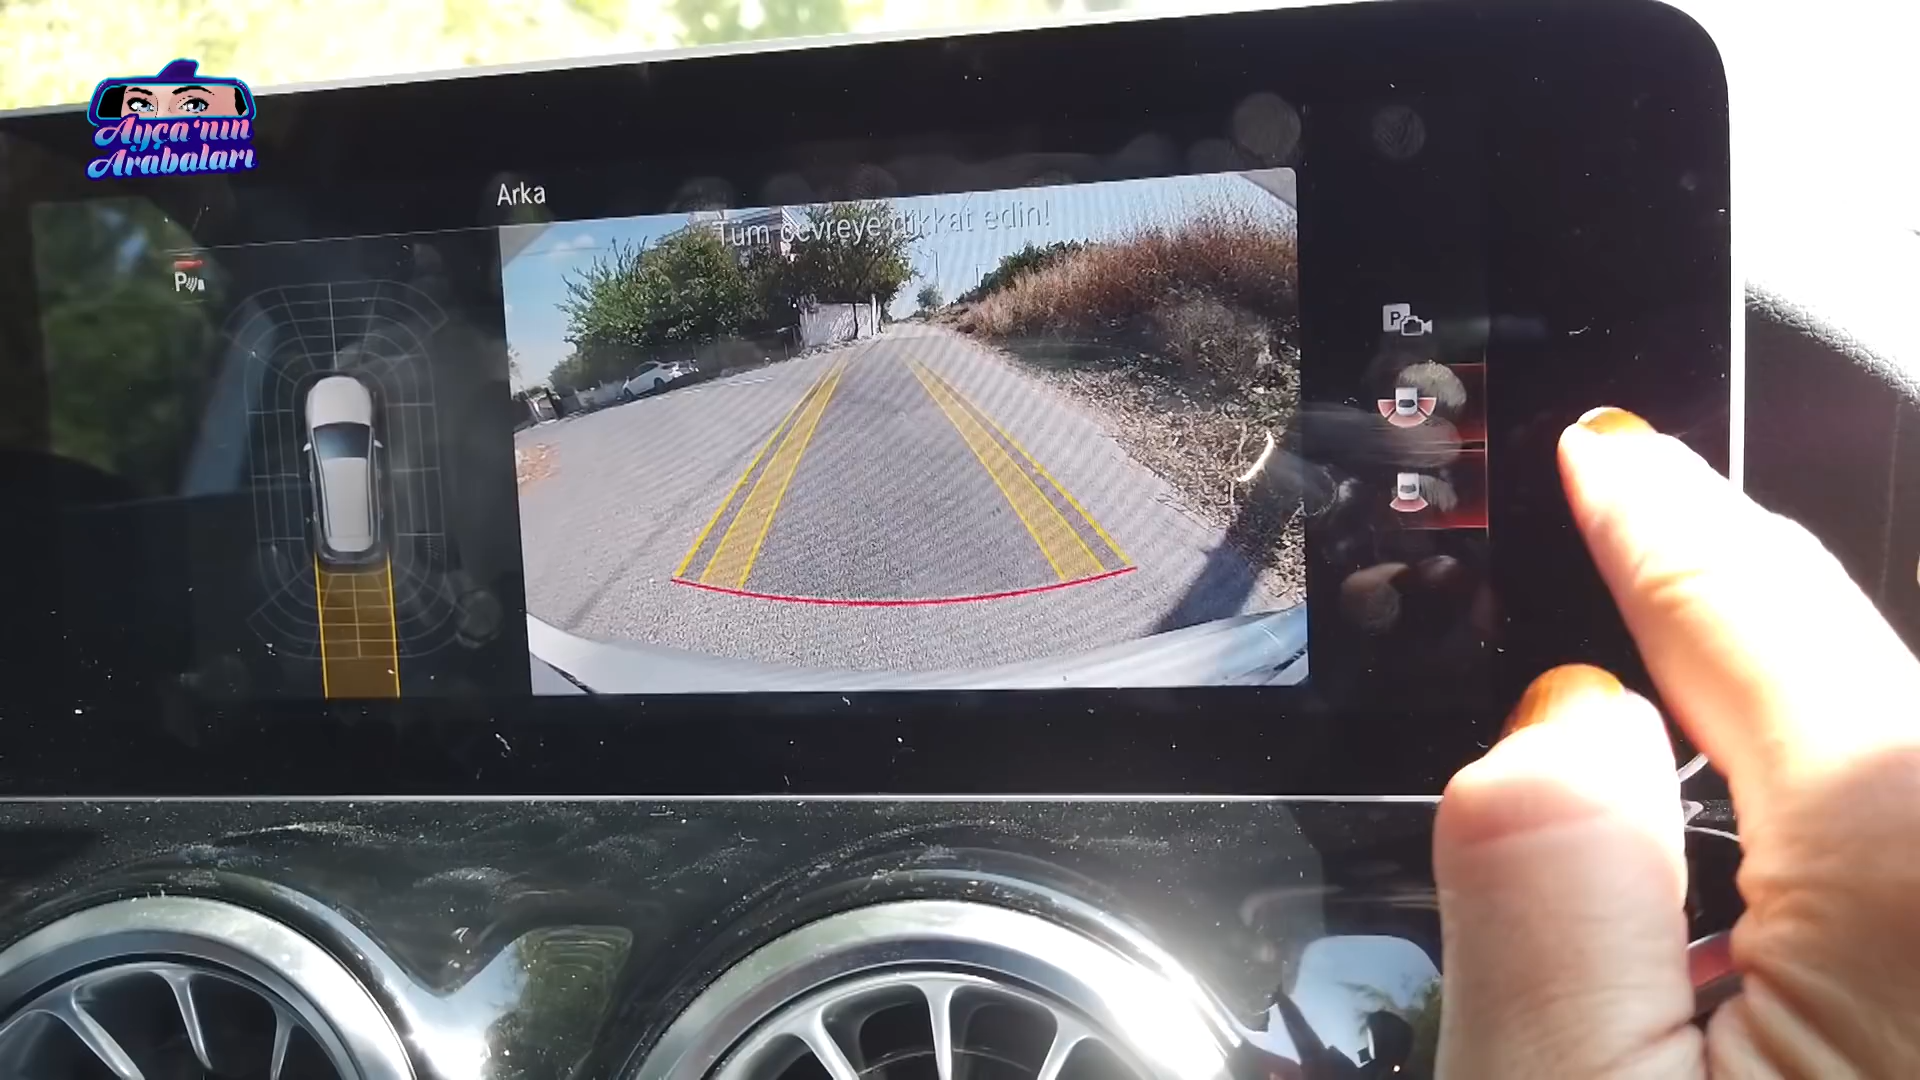 Ayça'nın
Arabaları
Arka
Tüm çevreye dikkat edin!
P
P